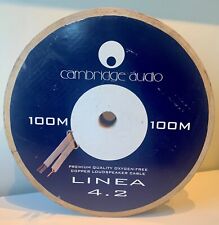 cambridge audio
100M
100M
PREMIUM QUALITY OXYGEN-FREE
COPPER LOUDSPEAKER CABLE
LINEA
4.2